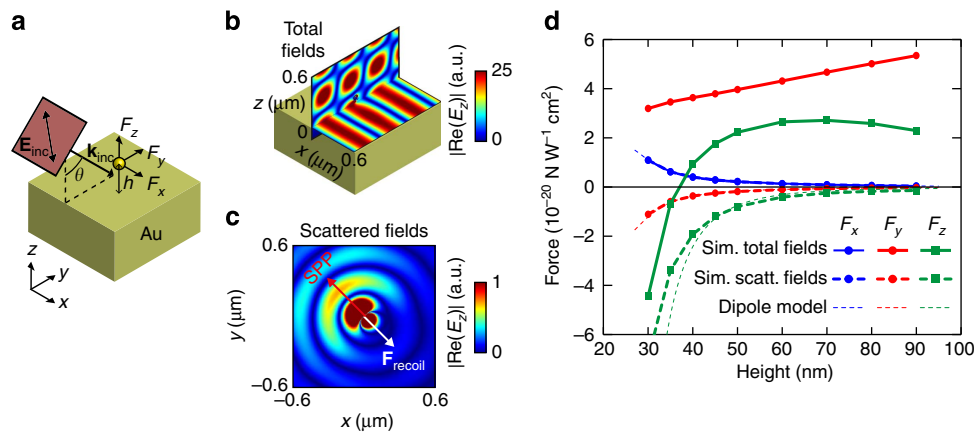 a
E_inc
k_inc
θ
F_z
F_y
F_x
h
Au
z
y
x
b
Total
fields
0.6
z (μm)
0
x (μm)
0.6
25
0
|Re(E_z)| (a.u.)
c
Scattered fields
0.6
y (μm)
−0.6
−0.6
0.6
x (μm)
SPP
F_recoil
1
0
|Re(E_z)| (a.u.)
d
6
4
2
0
−2
−4
−6
Force (10⁻²⁰ N W⁻¹ cm²)
20 30 40 50 60 70 80 90 100
Height (nm)
F_x F_y F_z
Sim. total fields
Sim. scatt. fields
Dipole model